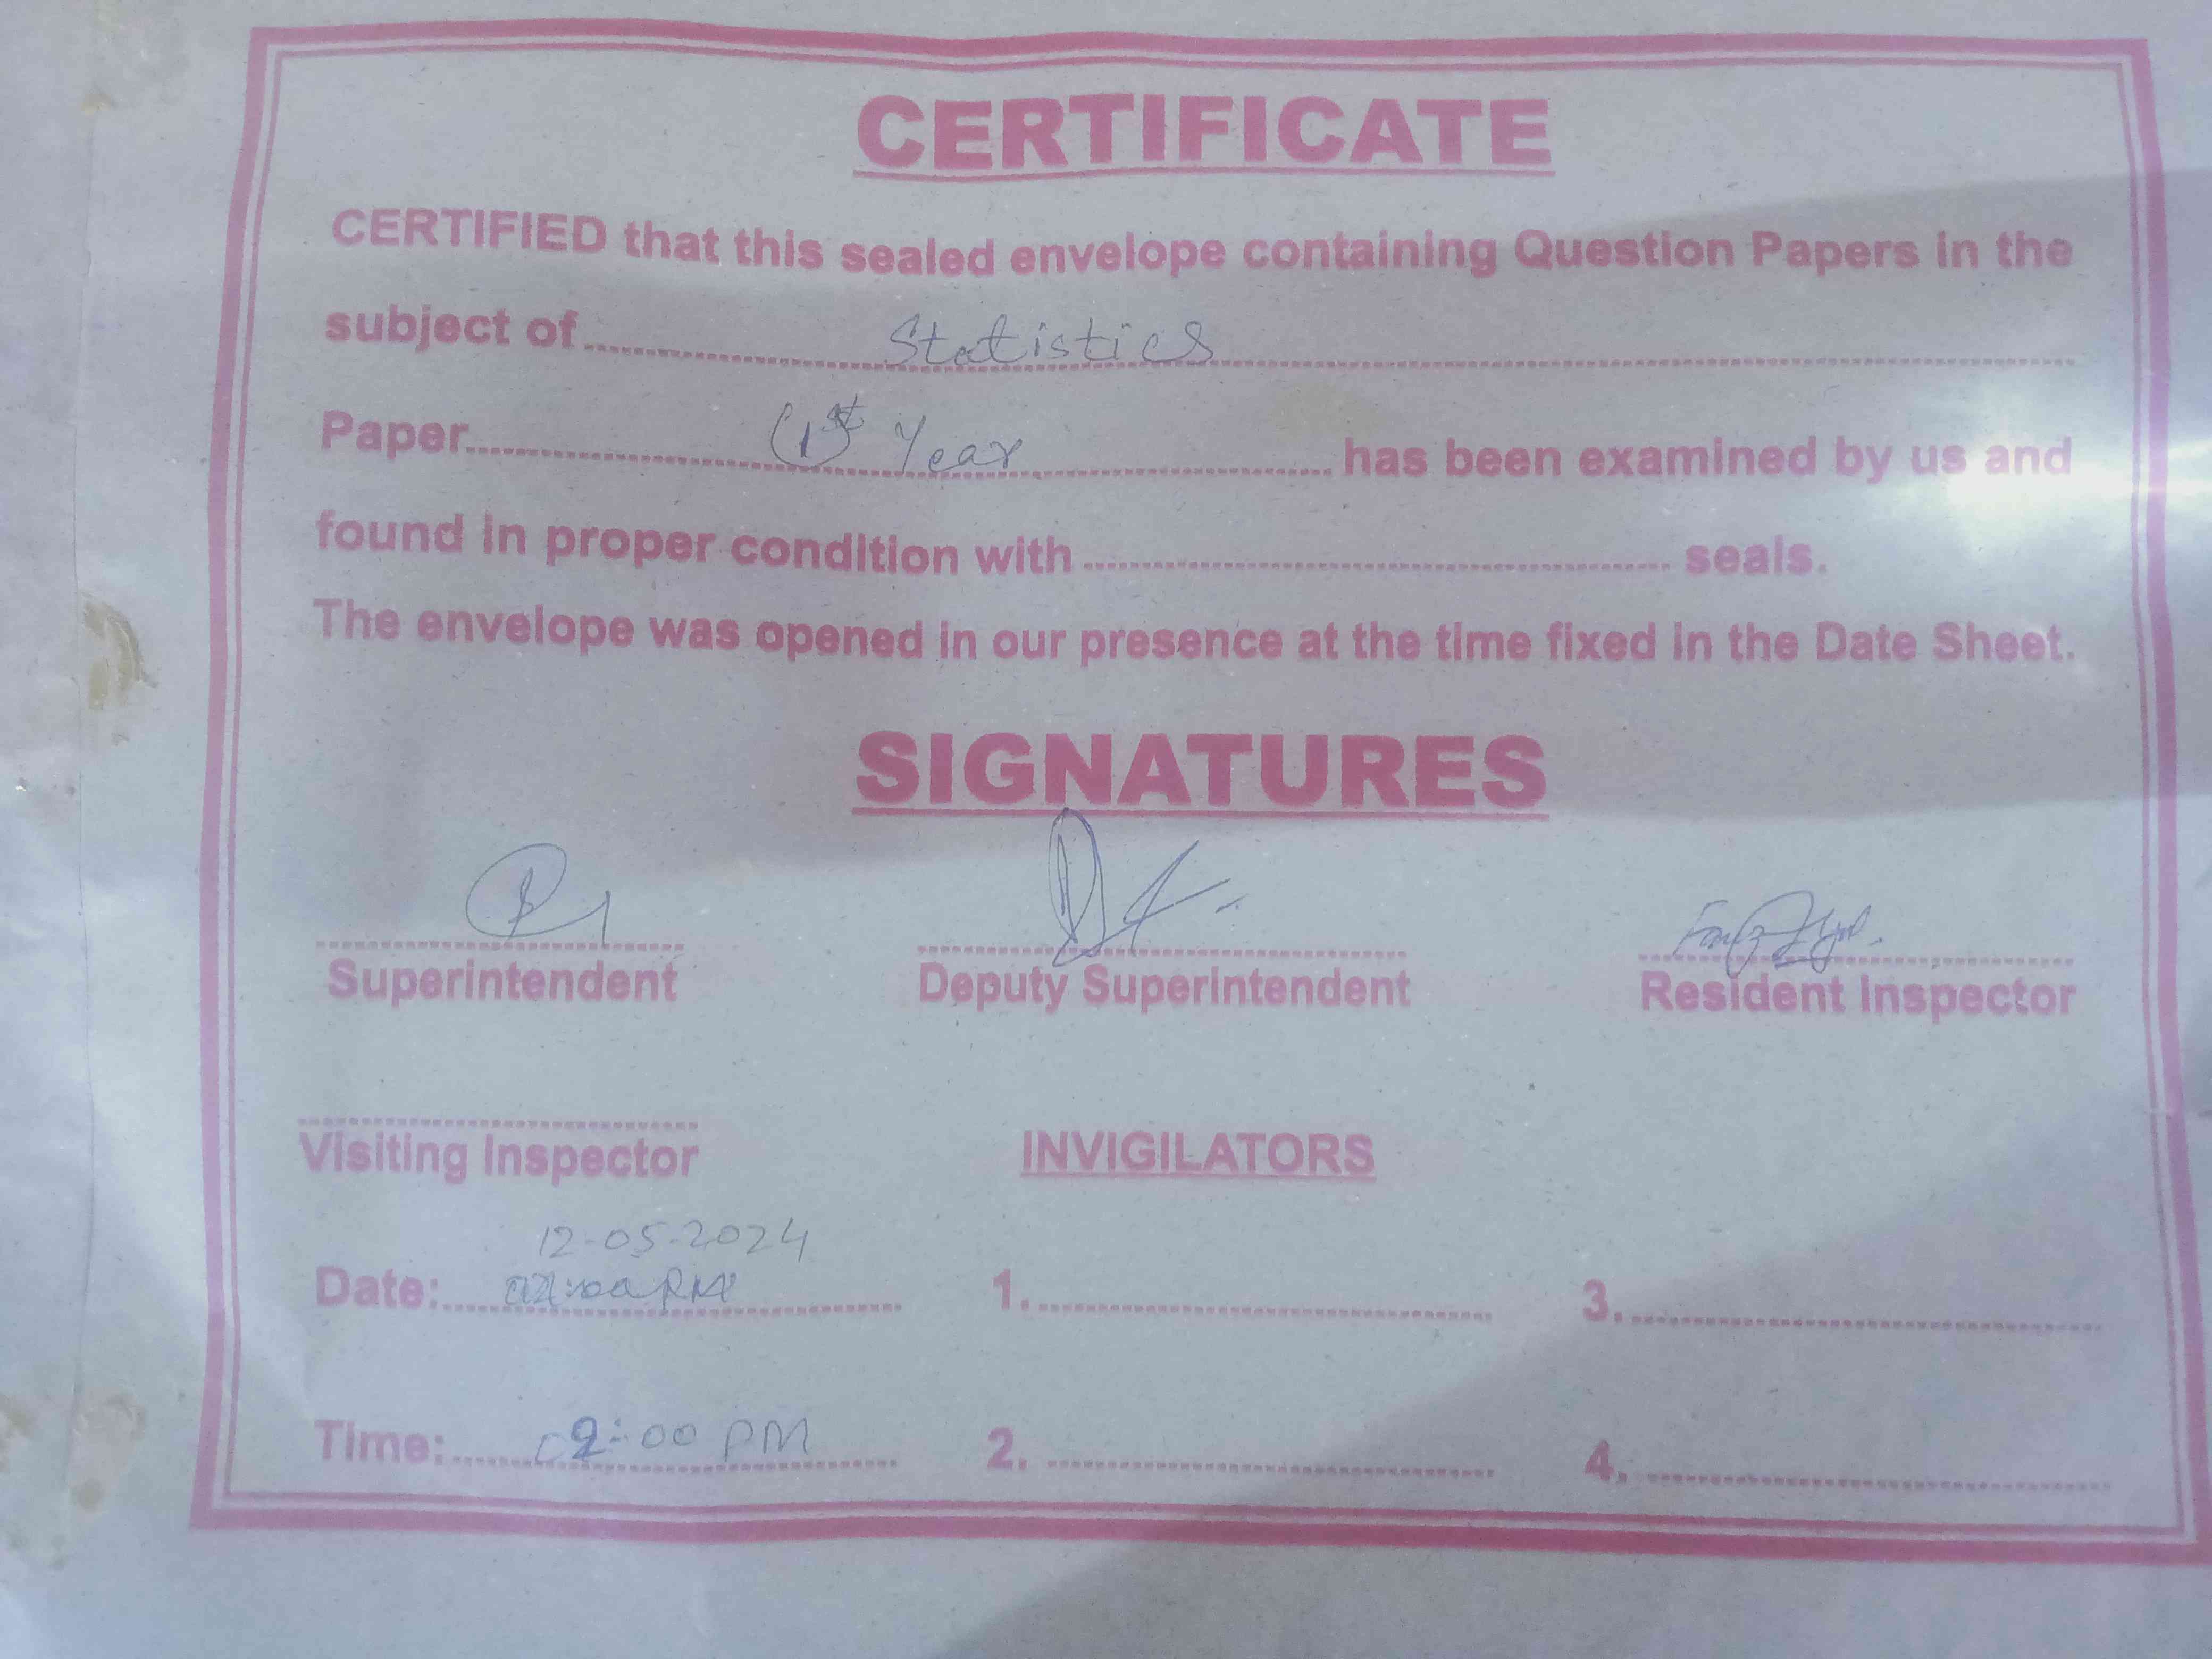 CERTIFICATE
CERTIFIED that this sealed envelope containing Question Papers in the
subject of Statistics
Paper (1st Year has been examined by us and
found in proper condition with seals.
The envelope was opened in our presence at the time fixed in the Date Sheet.
SIGNATURES
Superintendent Deputy Superintendent Resident Inspector
Visiting Inspector INVIGILATORS
12-05-2024
Date: 1. 3.
Time: 02:00 PM 2. 4.